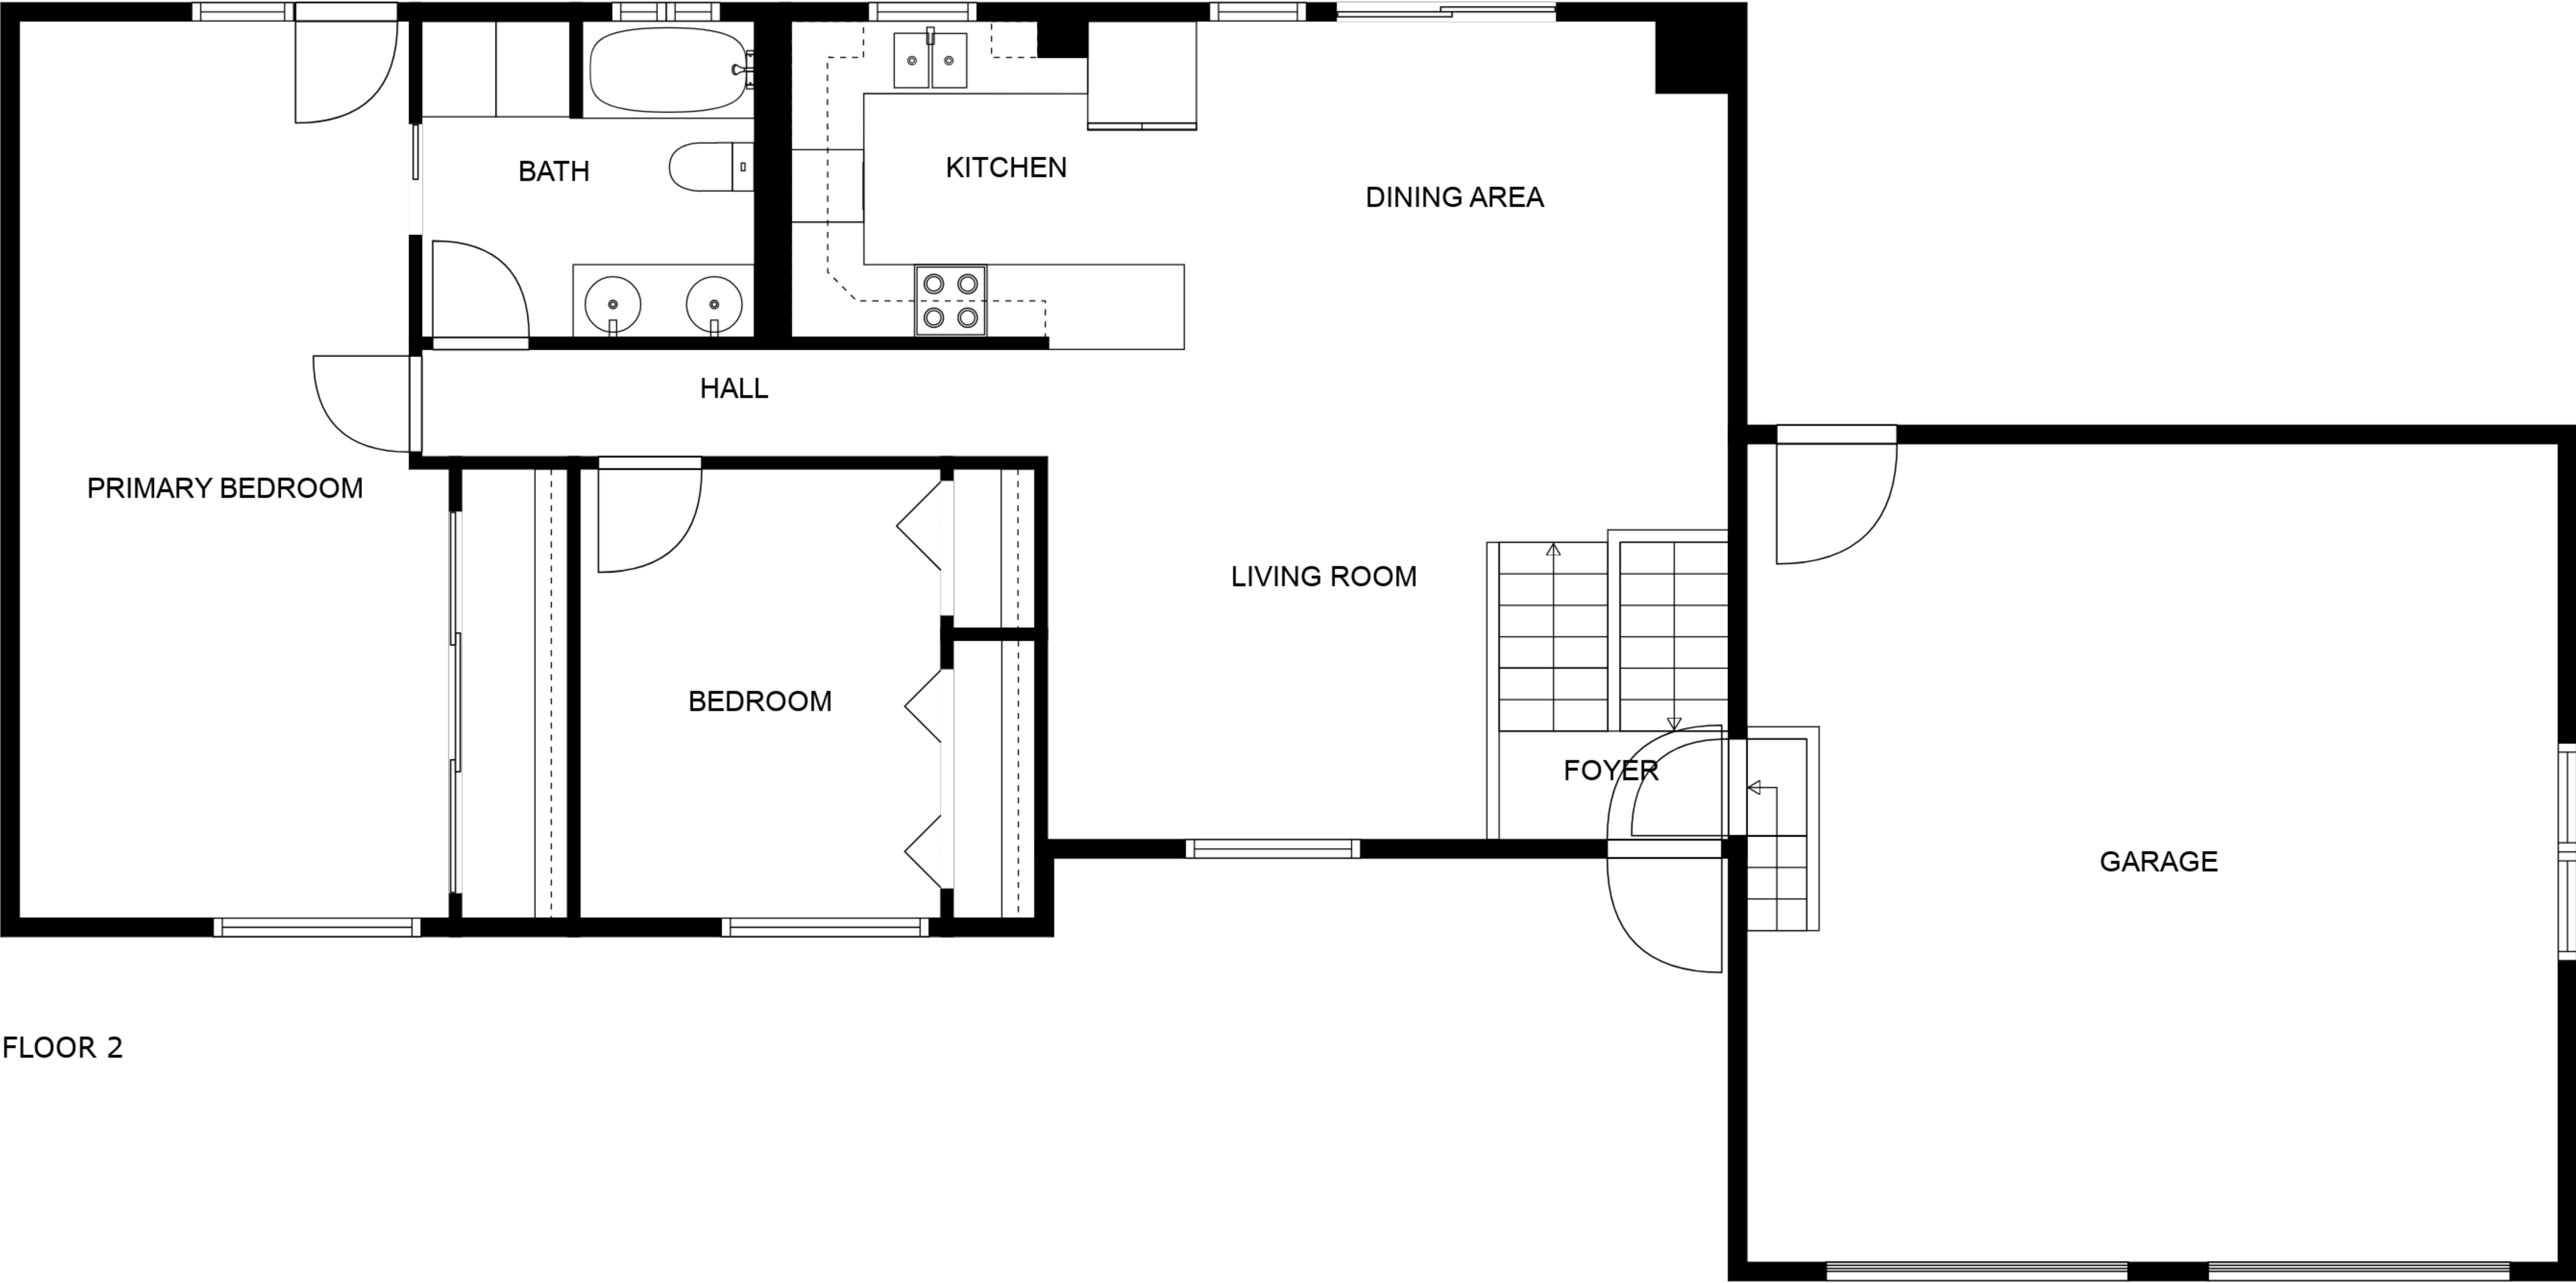 BATH
KITCHEN
DINING AREA
HALL
PRIMARY BEDROOM
LIVING ROOM
BEDROOM
FOYER
GARAGE
FLOOR 2